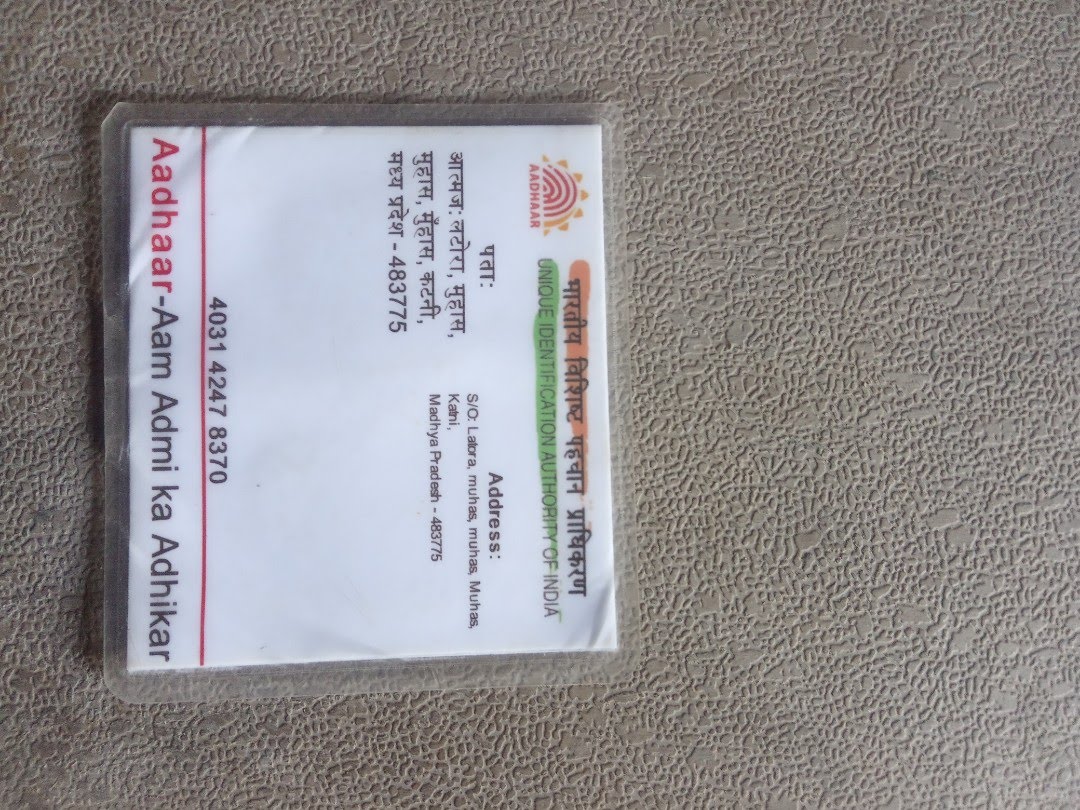 भारतीय विशिष्ट पहचान प्राधिकरण
UNIQUE IDENTIFICATION AUTHORITY OF INDIA
AADHAAR
पता:
आत्मज: लटोरा, मुहास,
मुहास, मुँहास, कटनी,
मध्य प्रदेश - 483775
Address:
S/O: Latora, muhas, muhas, Muhas,
Katni,
Madhya Pradesh - 483775
4031 4247 8370
Aadhaar-Aam Admi ka Adhikar